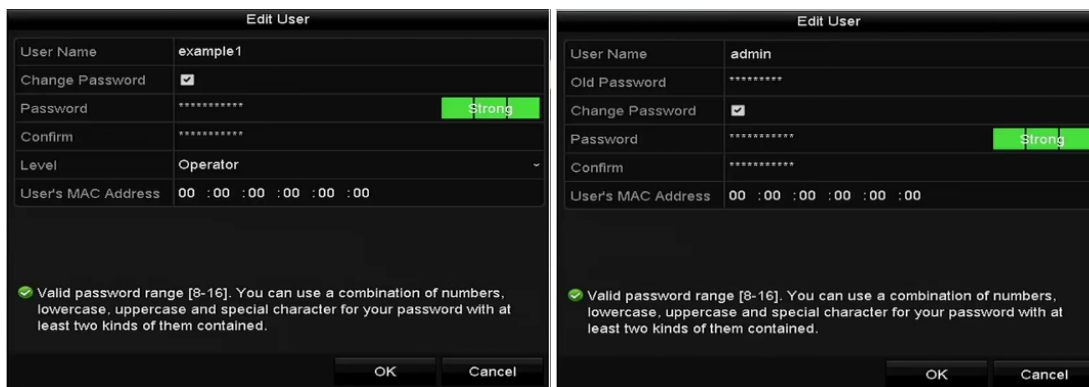 Edit User
User Name example1
Change Password
Password ***********
Strong
Confirm ***********
Level Operator
User's MAC Address 00 :00 :00 :00 :00 :00
Valid password range [8-16]. You can use a combination of numbers,
lowercase, uppercase and special character for your password with at
least two kinds of them contained.
OK Cancel
Edit User
User Name admin
Old Password *********
Change Password
Password ***********
Strong
Confirm ***********
User's MAC Address 00 :00 :00 :00 :00 :00
Valid password range [8-16]. You can use a combination of numbers,
lowercase, uppercase and special character for your password with at
least two kinds of them contained.
OK Cancel